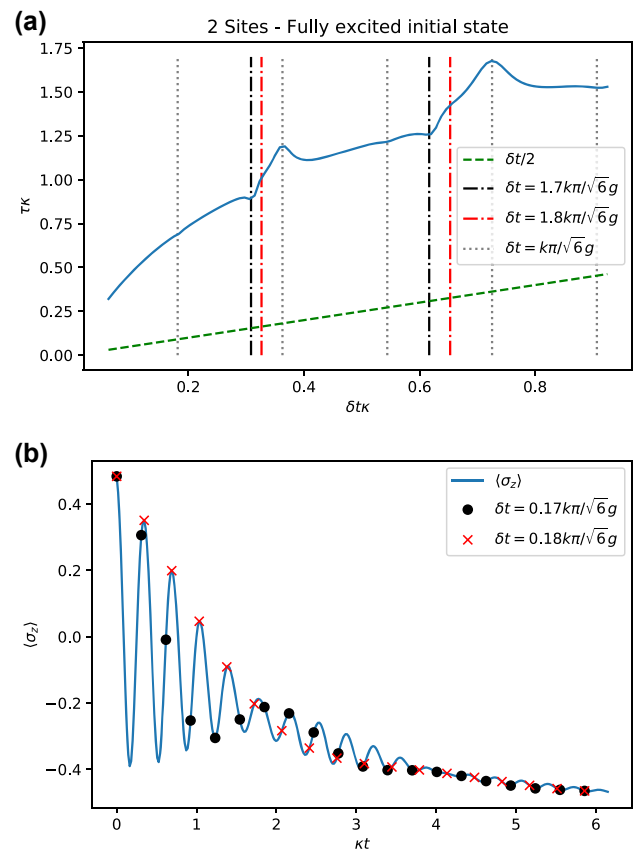 (a)
2 Sites - Fully excited initial state
1.75
1.50
1.25
1.00
0.75
0.50
0.25
0.00
τκ
δt/2
δt = 1.7kπ/√6g
δt = 1.8kπ/√6g
δt = kπ/√6g
0.2 0.4 0.6 0.8
δtκ
(b)
0.4
0.2
0.0
−0.2
−0.4
⟨σz⟩
⟨σz⟩
δt = 0.17kπ/√6g
δt = 0.18kπ/√6g
0 1 2 3 4 5 6
κt